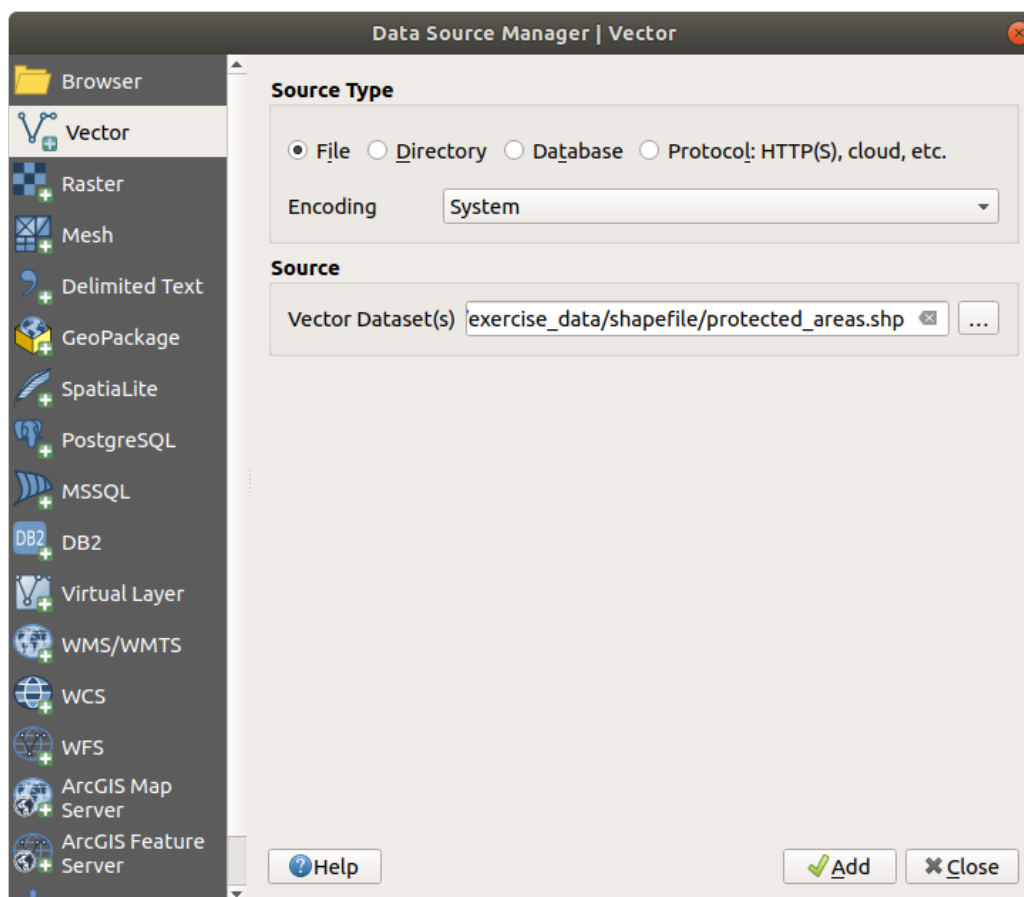 Data Source Manager | Vector
Browser
Vector
Raster
Mesh
Delimited Text
GeoPackage
SpatiaLite
PostgreSQL
MSSQL
DB2
DB2
Virtual Layer
WMS/WMTS
WCS
WFS
ArcGIS Map
Server
ArcGIS Feature
Server
Source Type
File Directory Database Protocol: HTTP(S), cloud, etc.
Encoding System
Source
Vector Dataset(s) /exercise_data/shapefile/protected_areas.shp ...
Help Add Close